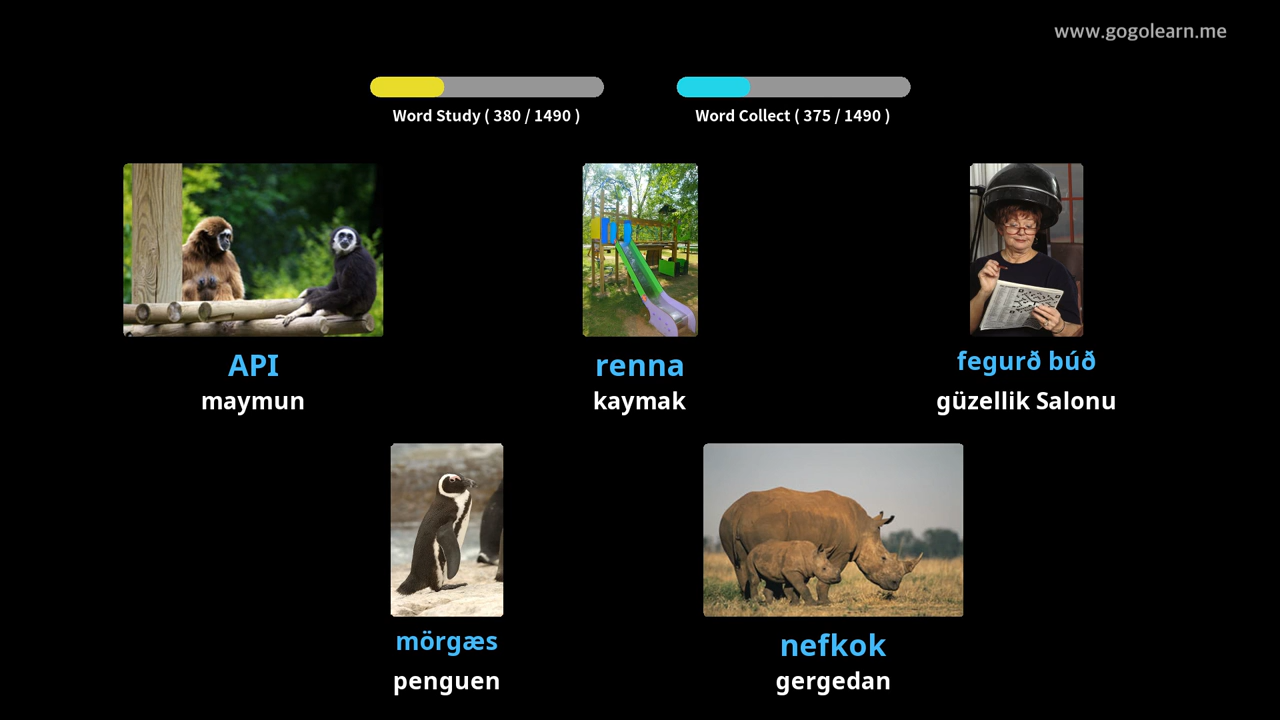 www.gogolearn.me
Word Study ( 380 / 1490 )
Word Collect ( 375 / 1490 )
API
maymun
renna
kaymak
fegurð búð
güzellik Salonu
mörgæs
penguen
nefkok
gergedan